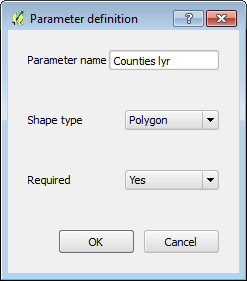 Parameter definition
?
Parameter name Counties lyr
Shape type Polygon
Required Yes
OK Cancel